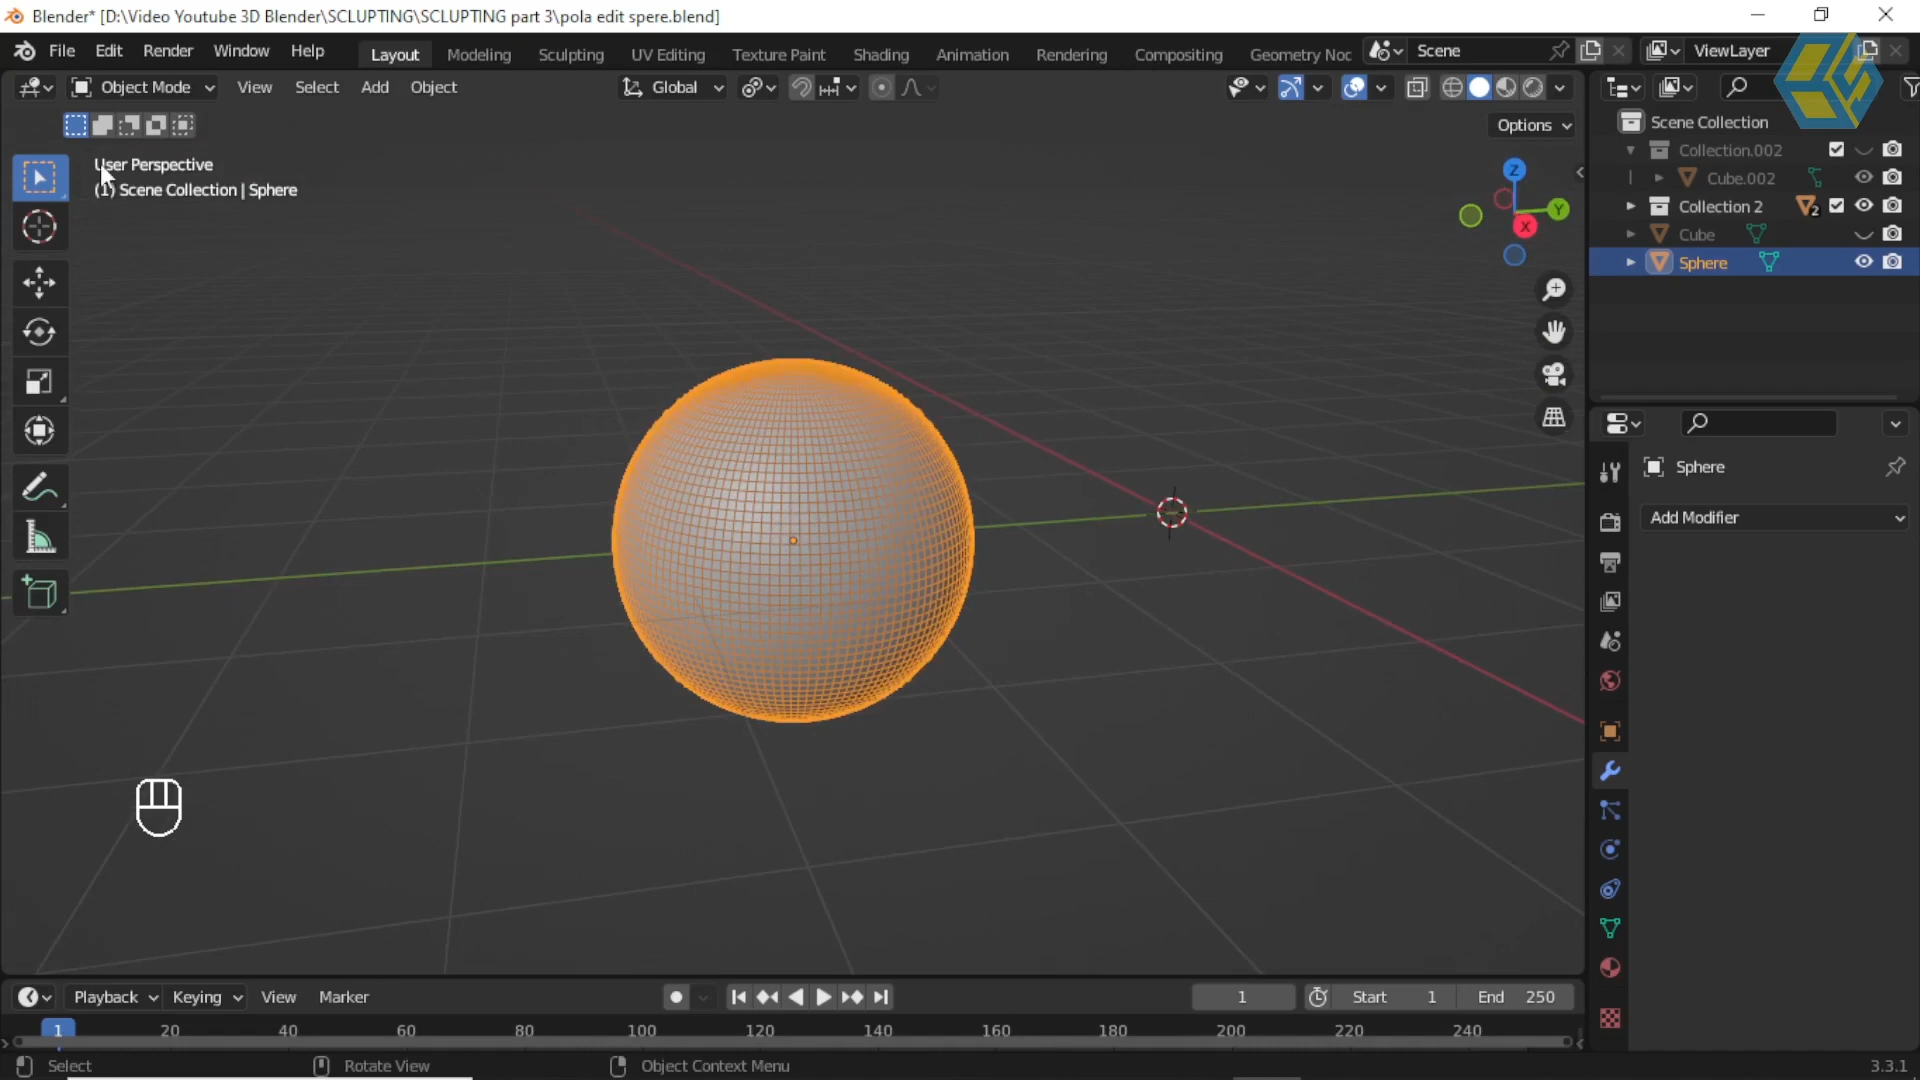 Blender* [D:\Video Youtube 3D Blender\SCLUPTING\SCLUPTING part 3\pola edit spere.blend]
File Edit Render Window Help Layout Modeling Sculpting UV Editing Texture Paint Shading Animation Rendering Compositing Geometry Noc Scene ViewLayer
Object Mode View Select Add Object Global
Options
User Perspective
(1) Scene Collection | Sphere
Z
Y
X
Scene Collection
Collection.002
Cube.002
Collection 2 2
Cube
Sphere
Sphere
Add Modifier
Playback Keying View Marker 1 Start 1 End 250
1 20 40 60 80 100 120 140 160 180 200 220 240
Select Rotate View Object Context Menu 3.3.1